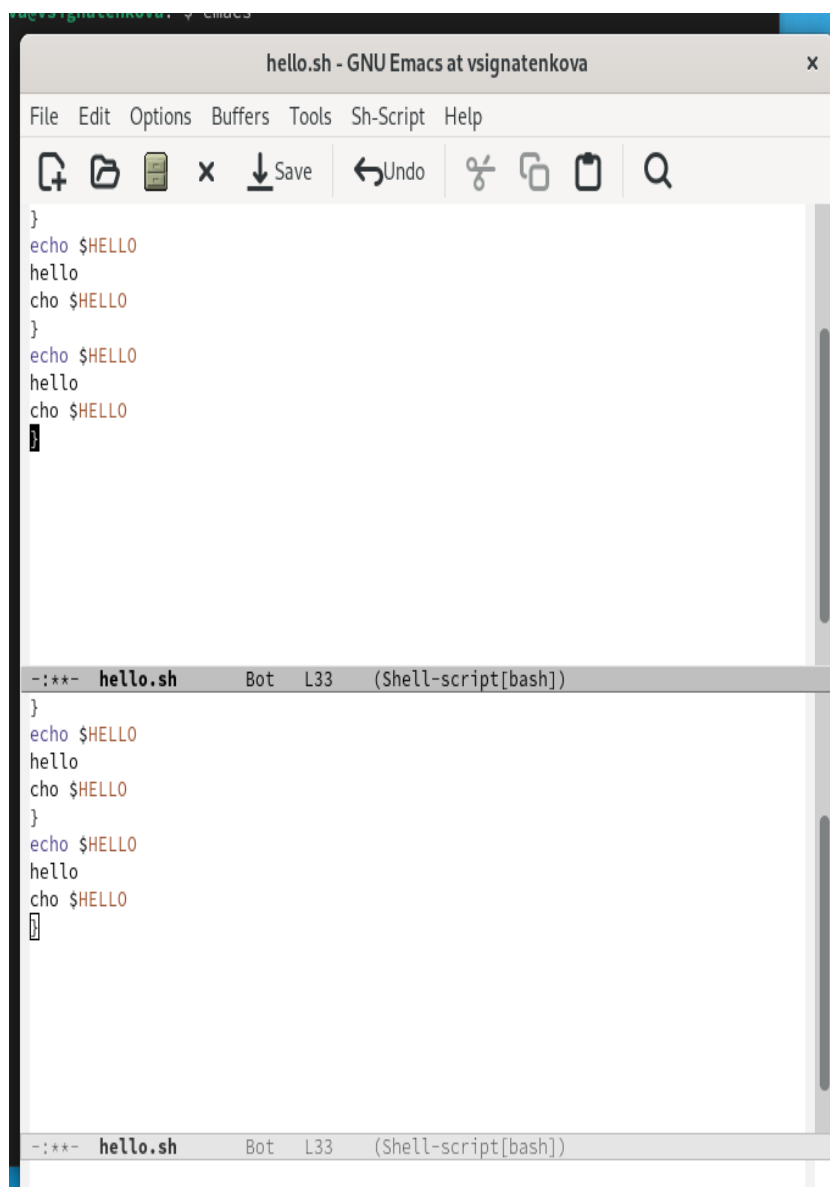 hello.sh - GNU Emacs at vsignatenkova x
File Edit Options Buffers Tools Sh-Script Help
Save Undo
}
echo $HELLO
hello
cho $HELLO
}
echo $HELLO
hello
cho $HELLO
}
-:**- hello.sh Bot L33 (Shell-script[bash])
}
echo $HELLO
hello
cho $HELLO
}
echo $HELLO
hello
cho $HELLO
}
-:**- hello.sh Bot L33 (Shell-script[bash])